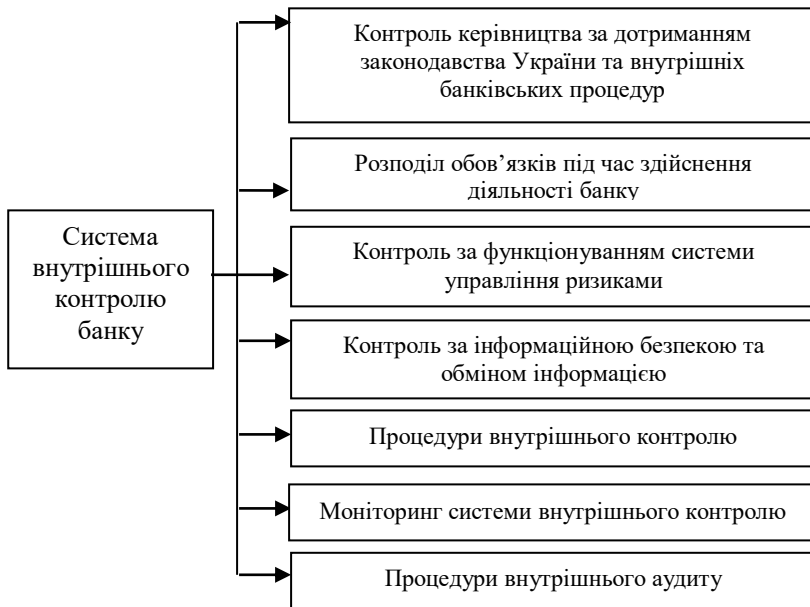 Система
внутрішнього
контролю
банку
Контроль керівництва за дотриманням
законодавства України та внутрішніх
банківських процедур
Розподіл обов’язків під час здійснення
діяльності банку
Контроль за функціонуванням системи
управління ризиками
Контроль за інформаційною безпекою та
обміном інформацією
Процедури внутрішнього контролю
Моніторинг системи внутрішнього контролю
Процедури внутрішнього аудиту